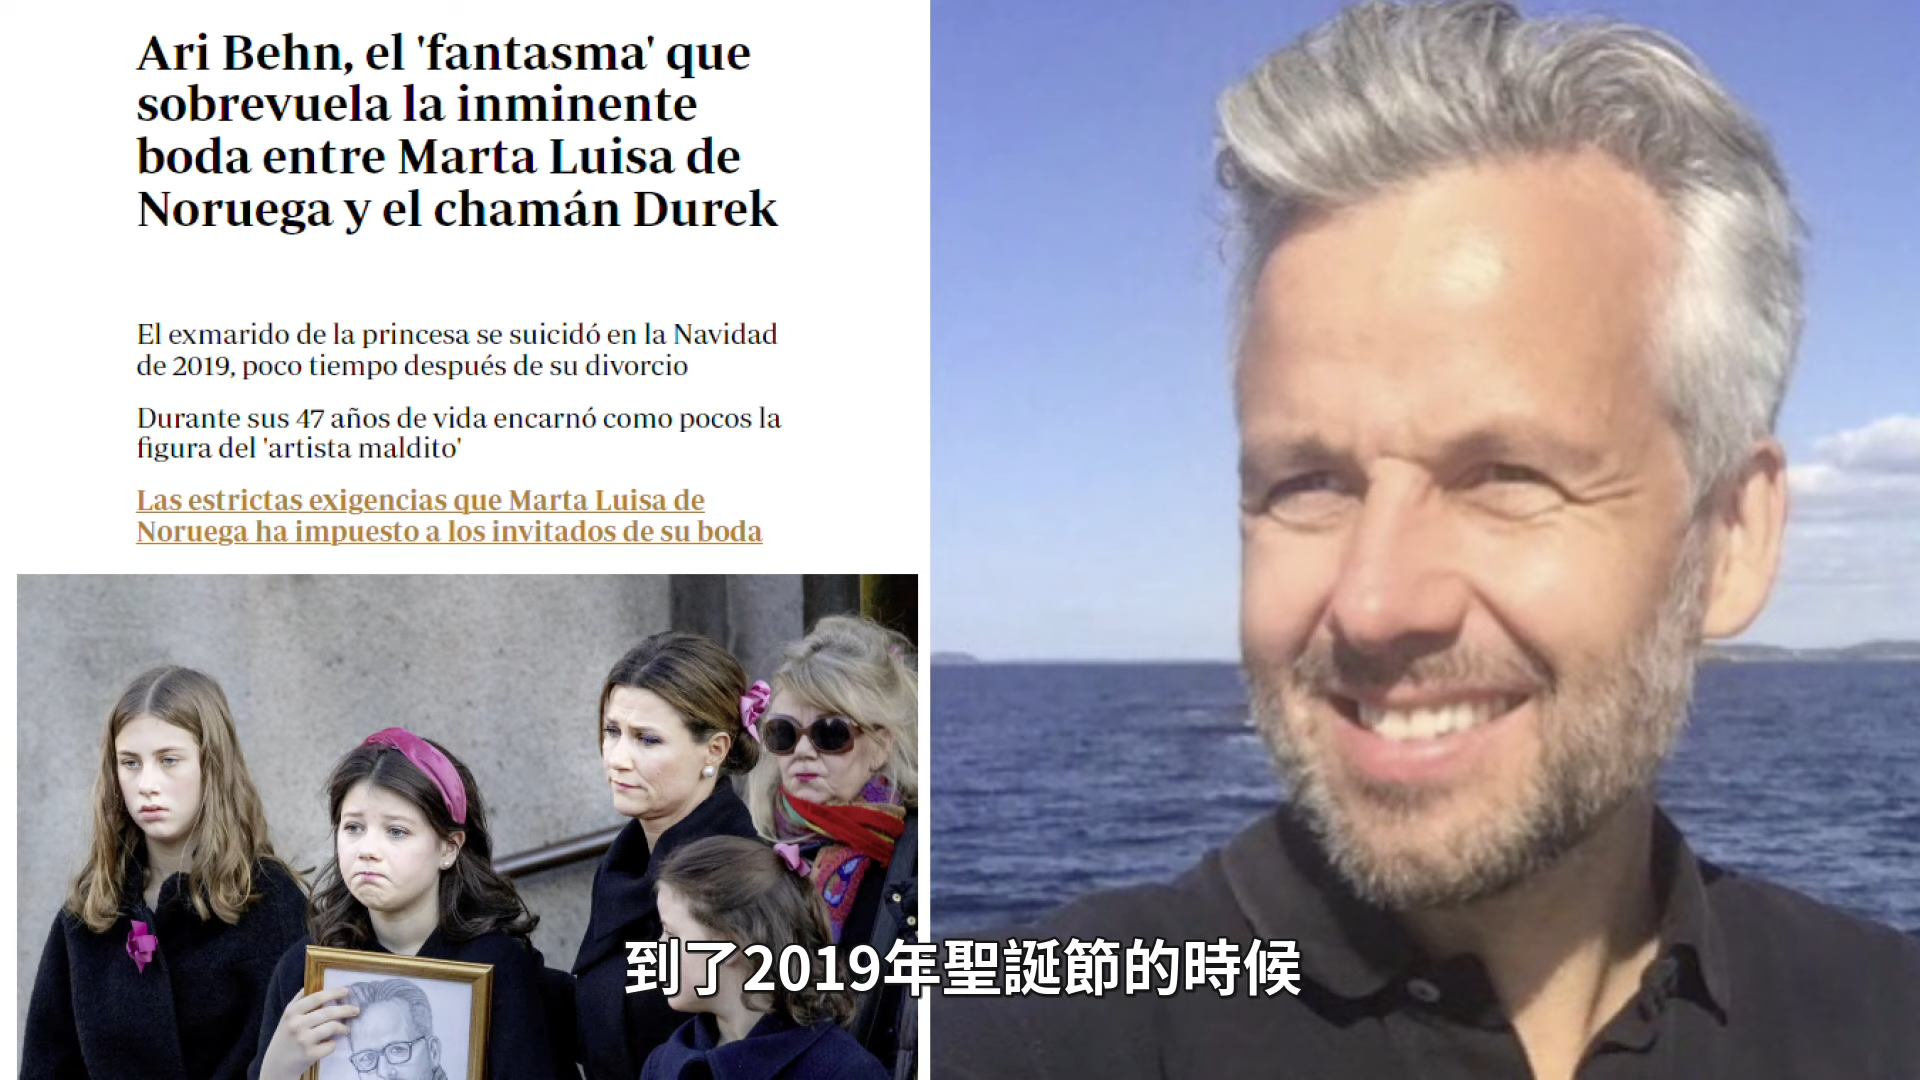 Ari Behn, el 'fantasma' que
sobrevuela la inminente
boda entre Marta Luisa de
Noruega y el chamán Durek
El exmarido de la princesa se suicidó en la Navidad
de 2019, poco tiempo después de su divorcio
Durante sus 47 años de vida encarnó como pocos la
figura del 'artista maldito'
Las estrictas exigencias que Marta Luisa de
Noruega ha impuesto a los invitados de su boda
到了2019年聖誕節的時候